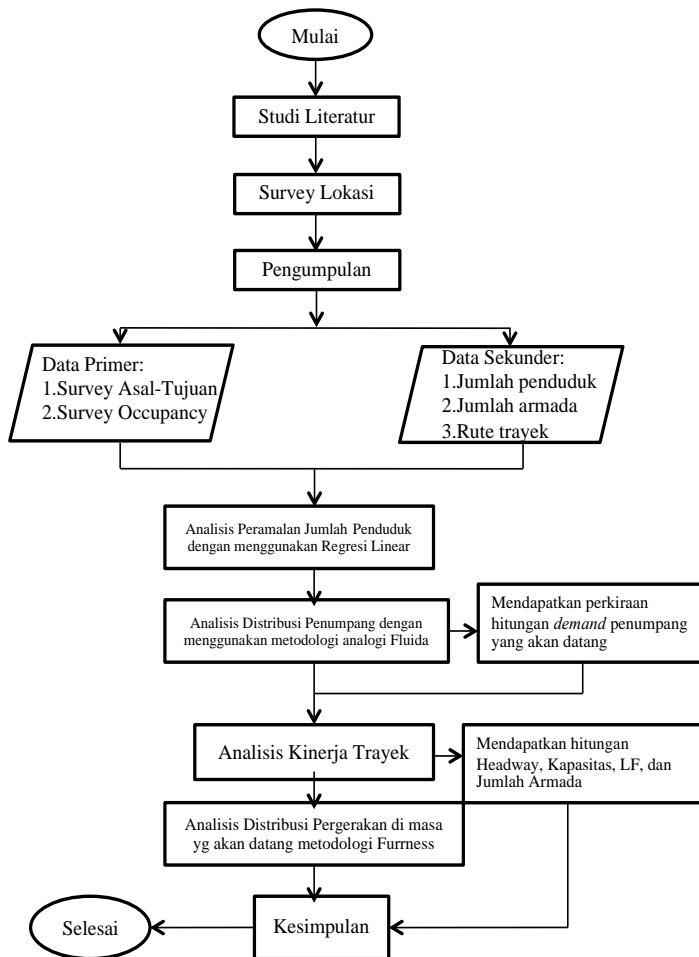 Mulai
Studi Literatur
Survey Lokasi
Pengumpulan
Data Primer:
1.Survey Asal-Tujuan
2.Survey Occupancy
Data Sekunder:
1.Jumlah penduduk
2.Jumlah armada
3.Rute trayek
Analisis Peramalan Jumlah Penduduk
dengan menggunakan Regresi Linear
Analisis Distribusi Penumpang dengan
menggunakan metodologi analogi Fluida
Mendapatkan perkiraan
hitungan demand penumpang
yang akan datang
Analisis Kinerja Trayek
Mendapatkan hitungan
Headway, Kapasitas, LF, dan
Jumlah Armada
Analisis Distribusi Pergerakan di masa
yg akan datang metodologi Furrness
Kesimpulan
Selesai